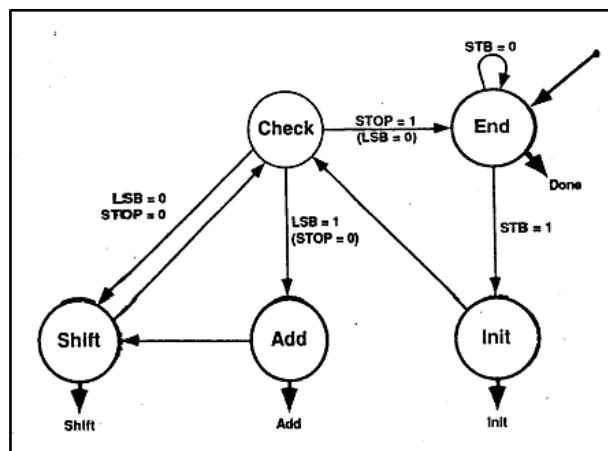 STB = 0
Check
STOP = 1
(LSB = 0)
End
Done
LSB = 0
STOP = 0
LSB = 1
(STOP = 0)
STB = 1
Shift
Add
Init
Shift
Add
Init